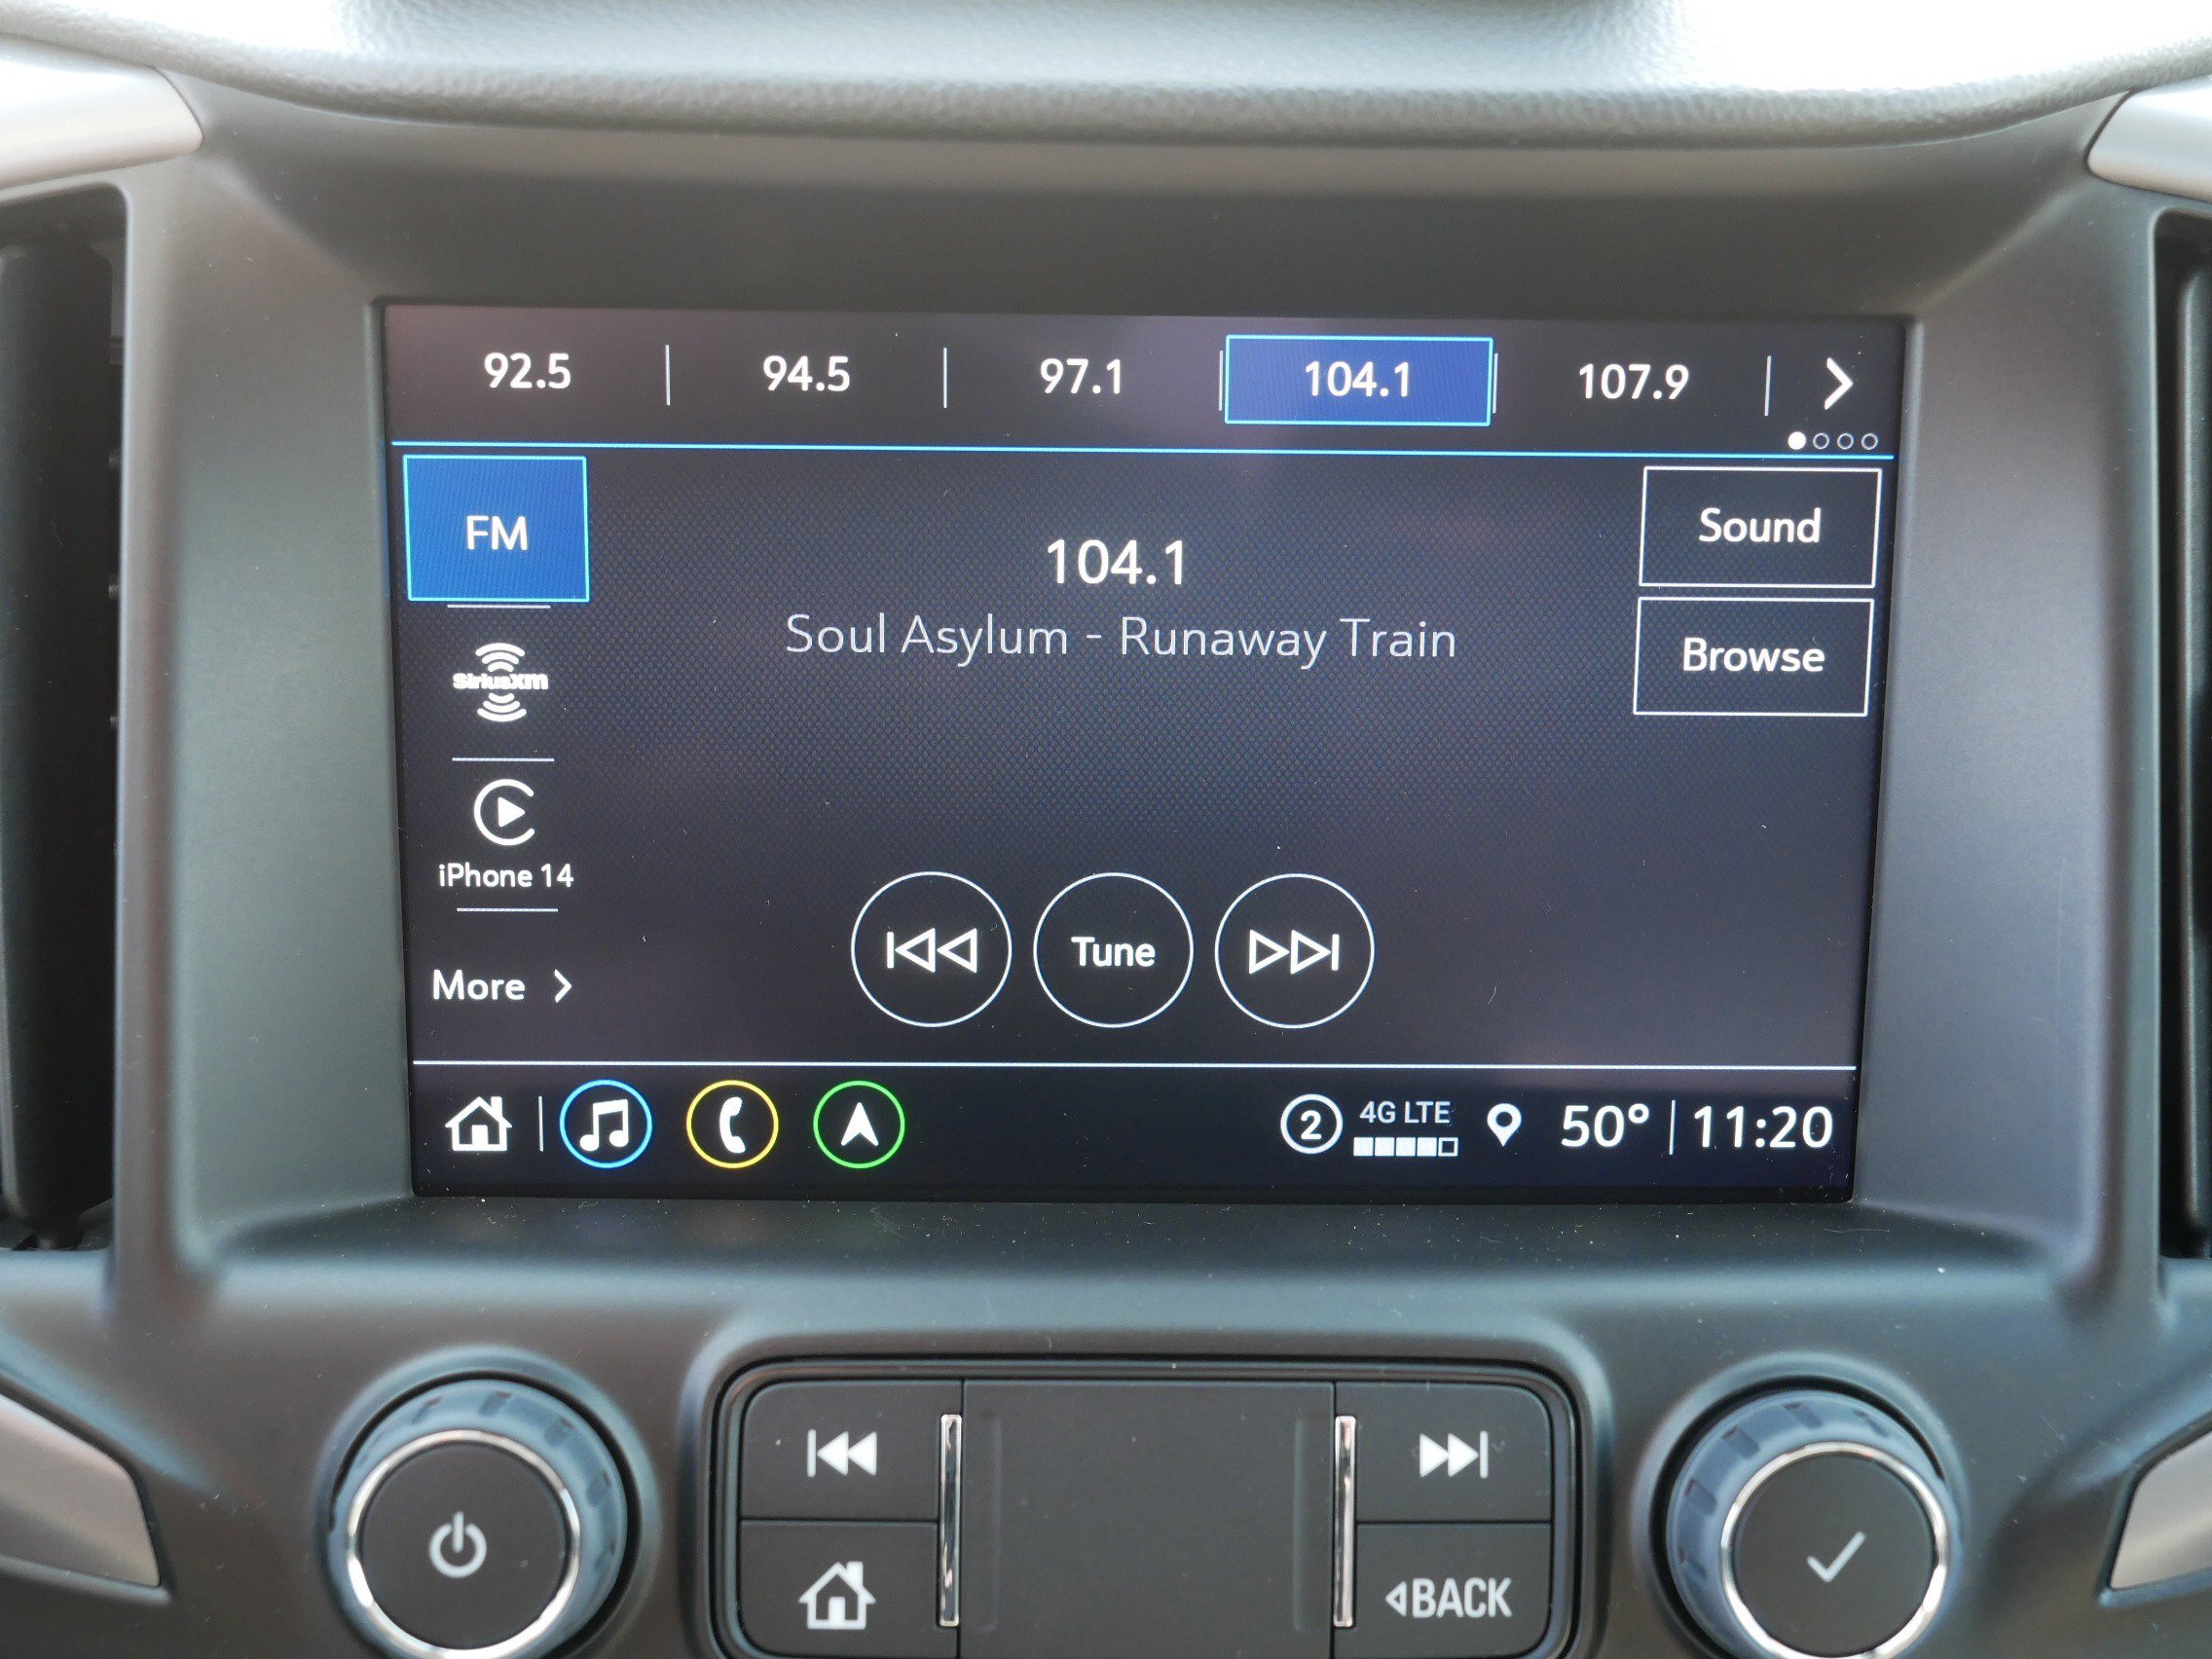 92.5 94.5 97.1 104.1 107.9
FM
Sound
104.1
Soul Asylum - Runaway Train
Browse
SiriusXM
iPhone 14
More
Tune
2 4G LTE 50° 11:20
BACK